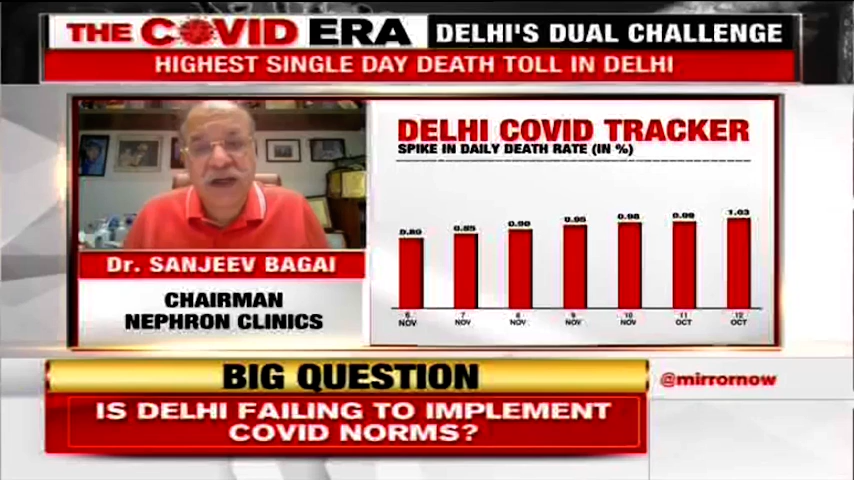 THE COVID ERA
DELHI'S DUAL CHALLENGE
HIGHEST SINGLE DAY DEATH TOLL IN DELHI
DELHI COVID TRACKER
SPIKE IN DAILY DEATH RATE (IN %)
0.80 0.85 0.90 0.95 0.98 0.99 1.03
6 7 8 9 10 11 12
NOV NOV NOV NOV NOV OCT OCT
Dr. SANJEEV BAGAI
CHAIRMAN
NEPHRON CLINICS
BIG QUESTION
IS DELHI FAILING TO IMPLEMENT
COVID NORMS?
@mirrornow